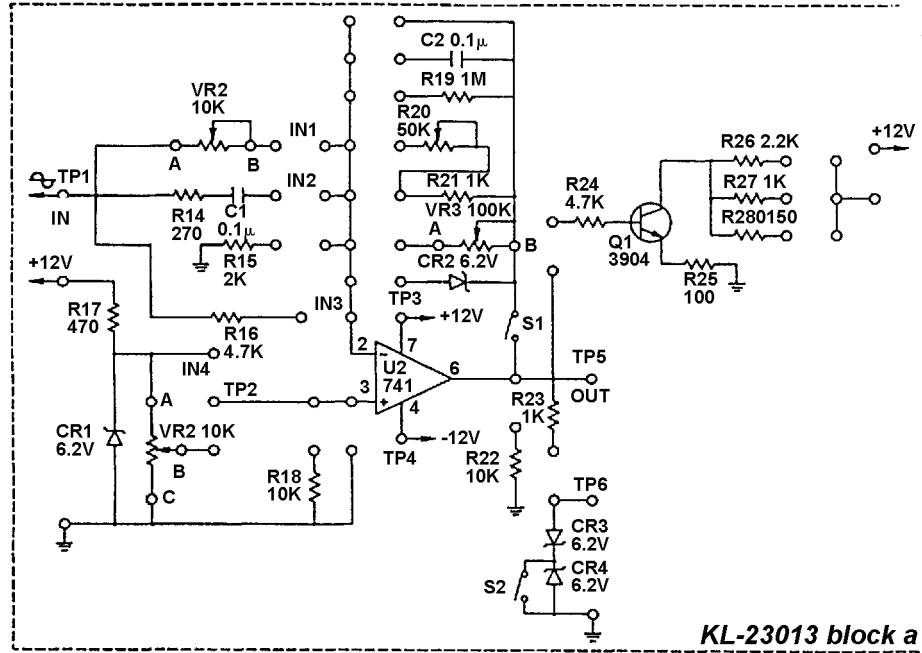 C2 0.1μ
R19 1M
VR2
10K
R20
50K
IN1
A
B
+12V
R26 2.2K
TP1
IN2
R21 1K
R27 1K
R24
4.7K
IN
R14
270
C1
0.1μ
VR3 100K
R280150
A
B
Q1
3904
R15
2K
CR2 6.2V
+12V
R25
100
IN3
TP3
+12V
S1
R17
470
R16
4.7K
2
7
U2
741
6
TP5
IN4
3
OUT
A
TP2
4
R23
1K
CR1
6.2V
VR2 10K
-12V
B
TP4
R22
10K
R18
10K
C
TP6
CR3
6.2V
CR4
6.2V
S2
KL-23013 block a